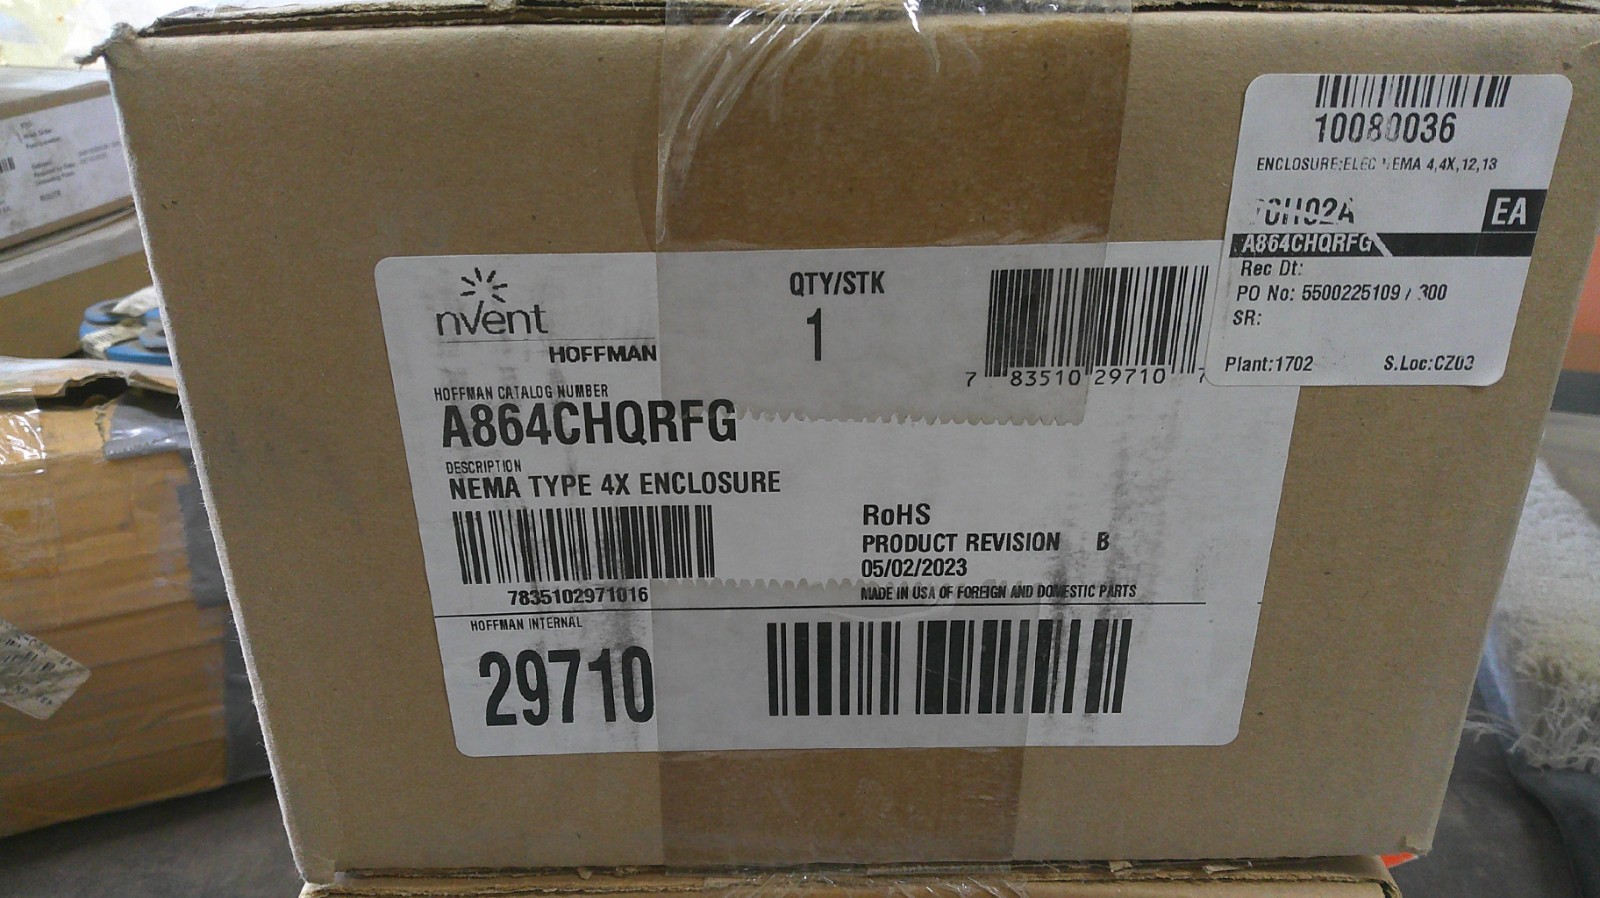 nVent
HOFFMAN
QTY/STK
1
7 83510 29710 7
HOFFMAN CATALOG NUMBER
A864CHQRFG
DESCRIPTION
NEMA TYPE 4X ENCLOSURE
7835102971016
RoHS
PRODUCT REVISION B
05/02/2023
MADE IN USA OF FOREIGN AND DOMESTIC PARTS
HOFFMAN INTERNAL
29710
10080036
ENCLOSURE;ELEC NEMA 4,4X,12,13
EA
A864CHQRFG
Rec Dt:
PO No: 5500225109 / 300
SR:
Plant:1702 S.Loc:CZ03